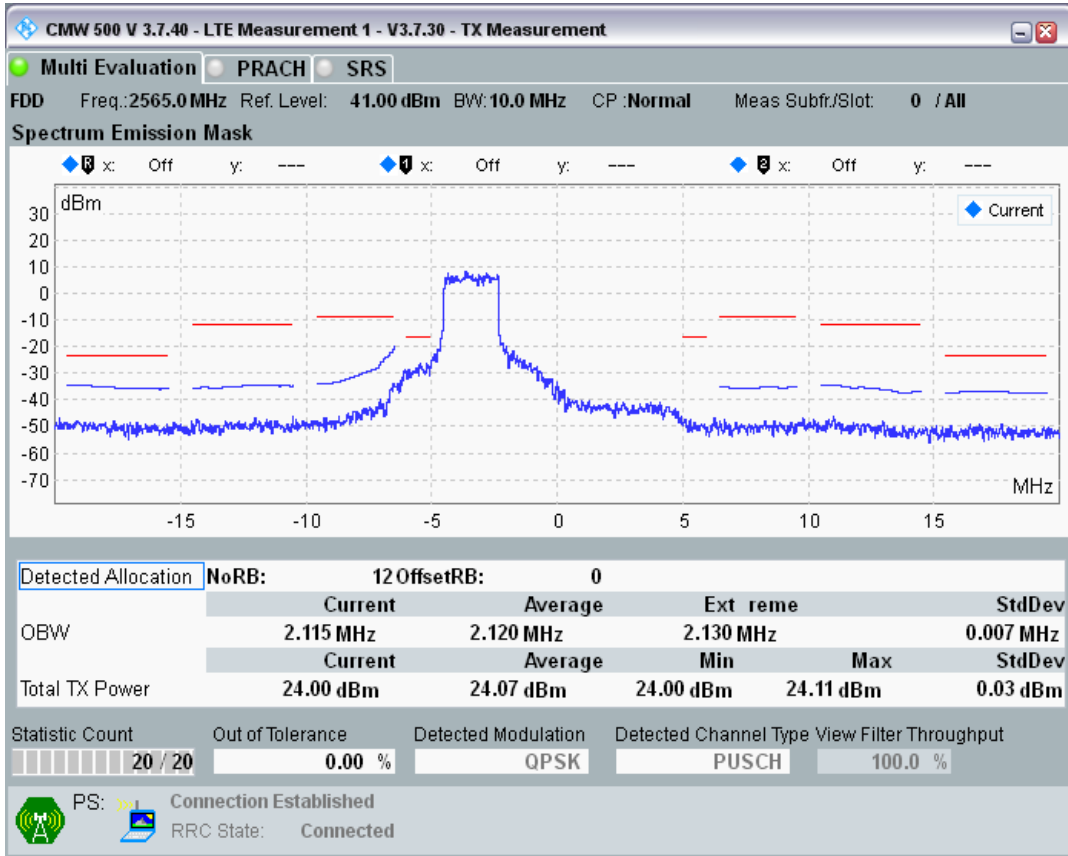 CMW 500 V 3.7.40 - LTE Measurement 1 - V3.7.30 - TX Measurement
Multi Evaluation PRACH SRS
FDD Freq.:2565.0 MHz Ref. Level: 41.00 dBm BW: 10.0 MHz CP :Normal Meas Subfr./Slot: 0 / All
Spectrum Emission Mask
R x: Off y: --- 1 x: Off y: --- 2 x: Off y: ---
dBm
Current
30
20
10
0
-10
-20
-30
-40
-50
-60
-70
MHz
-15 -10 -5 0 5 10 15
Detected Allocation NoRB: 12 OffsetRB: 0
Current Average Ext reme StdDev
OBW 2.115 MHz 2.120 MHz 2.130 MHz 0.007 MHz
Current Average Min Max StdDev
Total TX Power 24.00 dBm 24.07 dBm 24.00 dBm 24.11 dBm 0.03 dBm
Statistic Count Out of Tolerance Detected Modulation Detected Channel Type View Filter Throughput
20 / 20 0.00 % QPSK PUSCH 100.0 %
PS: Connection Established
RRC State: Connected